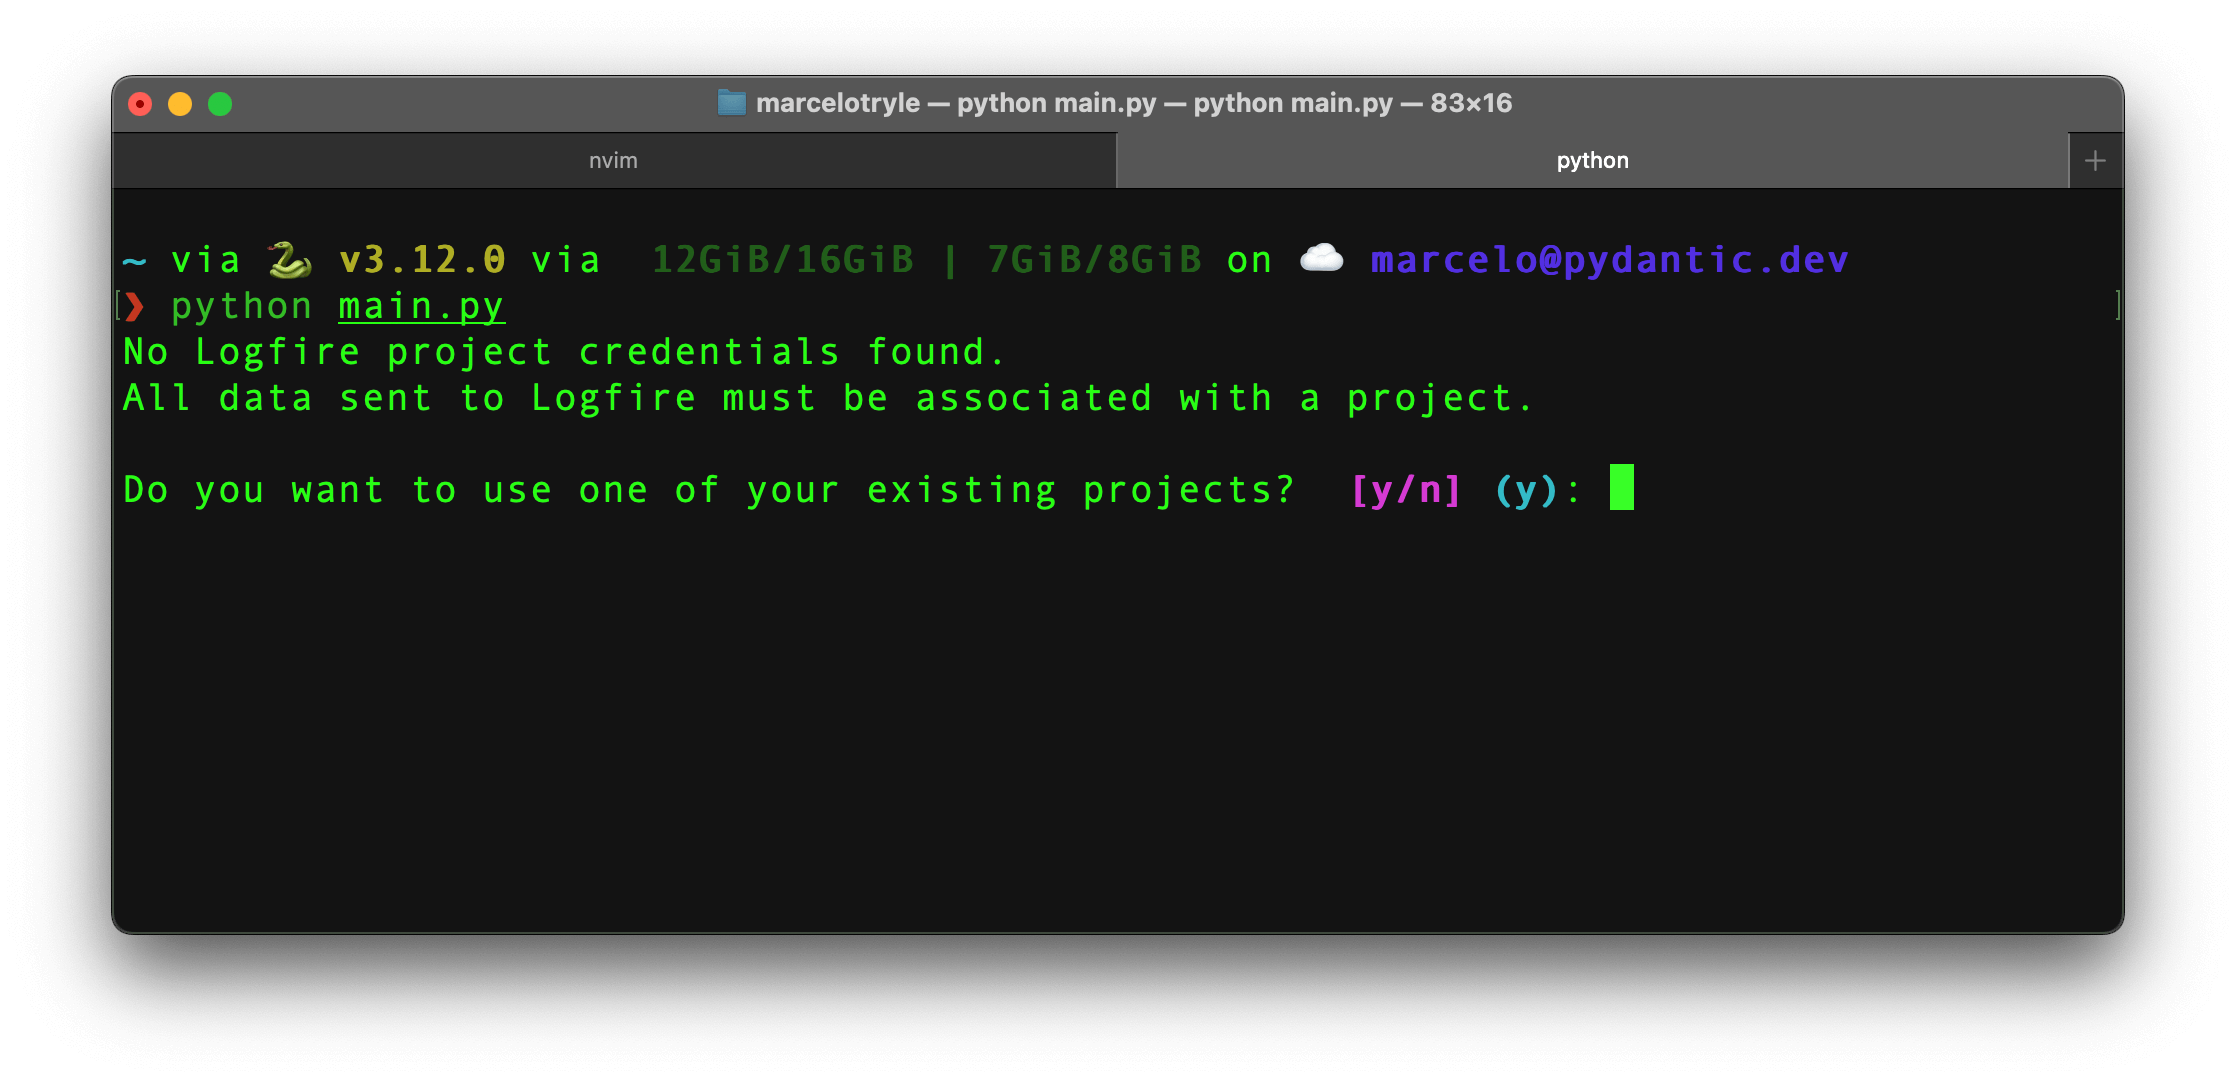 marcelotryle — python main.py — python main.py — 83×16
nvim
python
~ via 🐍 v3.12.0 via 12GiB/16GiB | 7GiB/8GiB on ☁️ marcelo@pydantic.dev
[❯ python main.py ]
No Logfire project credentials found.
All data sent to Logfire must be associated with a project.
Do you want to use one of your existing projects? [y/n] (y):